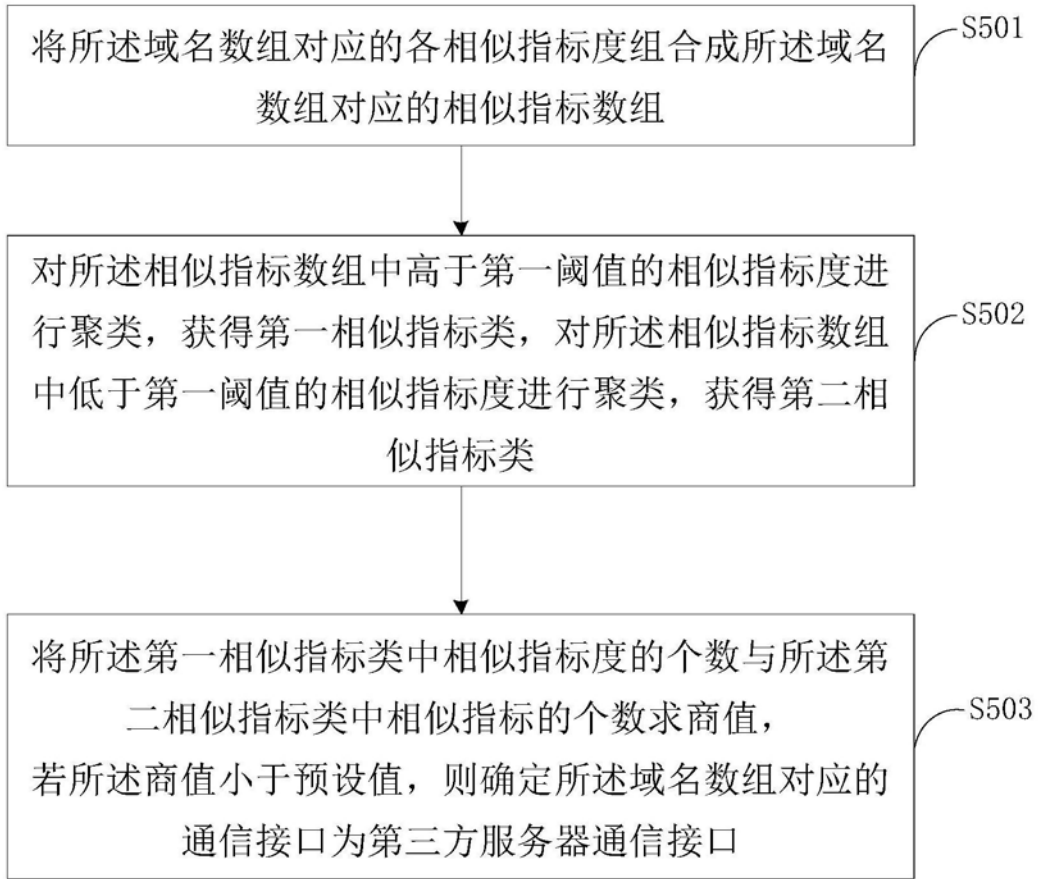 将所述域名数组对应的各相似指标度组合成所述域名
数组对应的相似指标数组
S501
对所述相似指标数组中高于第一阈值的相似指标度进
行聚类，获得第一相似指标类，对所述相似指标数组
中低于第一阈值的相似指标度进行聚类，获得第二相
似指标类
S502
将所述第一相似指标类中相似指标度的个数与所述第
二相似指标类中相似指标的个数求商值，
若所述商值小于预设值，则确定所述域名数组对应的
通信接口为第三方服务器通信接口
S503